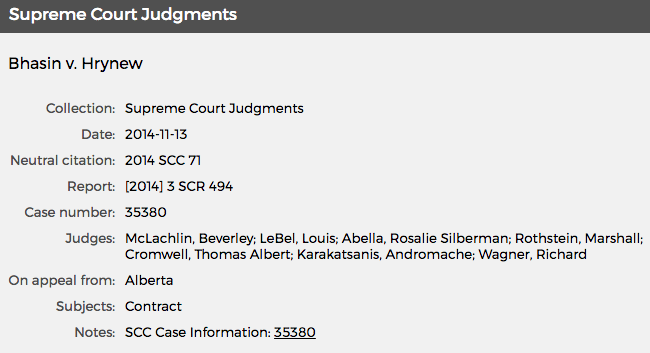 Supreme Court Judgments
Bhasin v. Hrynew
Collection: Supreme Court Judgments
Date: 2014-11-13
Neutral citation: 2014 SCC 71
Report: [2014] 3 SCR 494
Case number: 35380
Judges: McLachlin, Beverley; LeBel, Louis; Abella, Rosalie Silberman; Rothstein, Marshall;
Cromwell, Thomas Albert; Karakatsanis, Andromache; Wagner, Richard
On appeal from: Alberta
Subjects: Contract
Notes: SCC Case Information: 35380